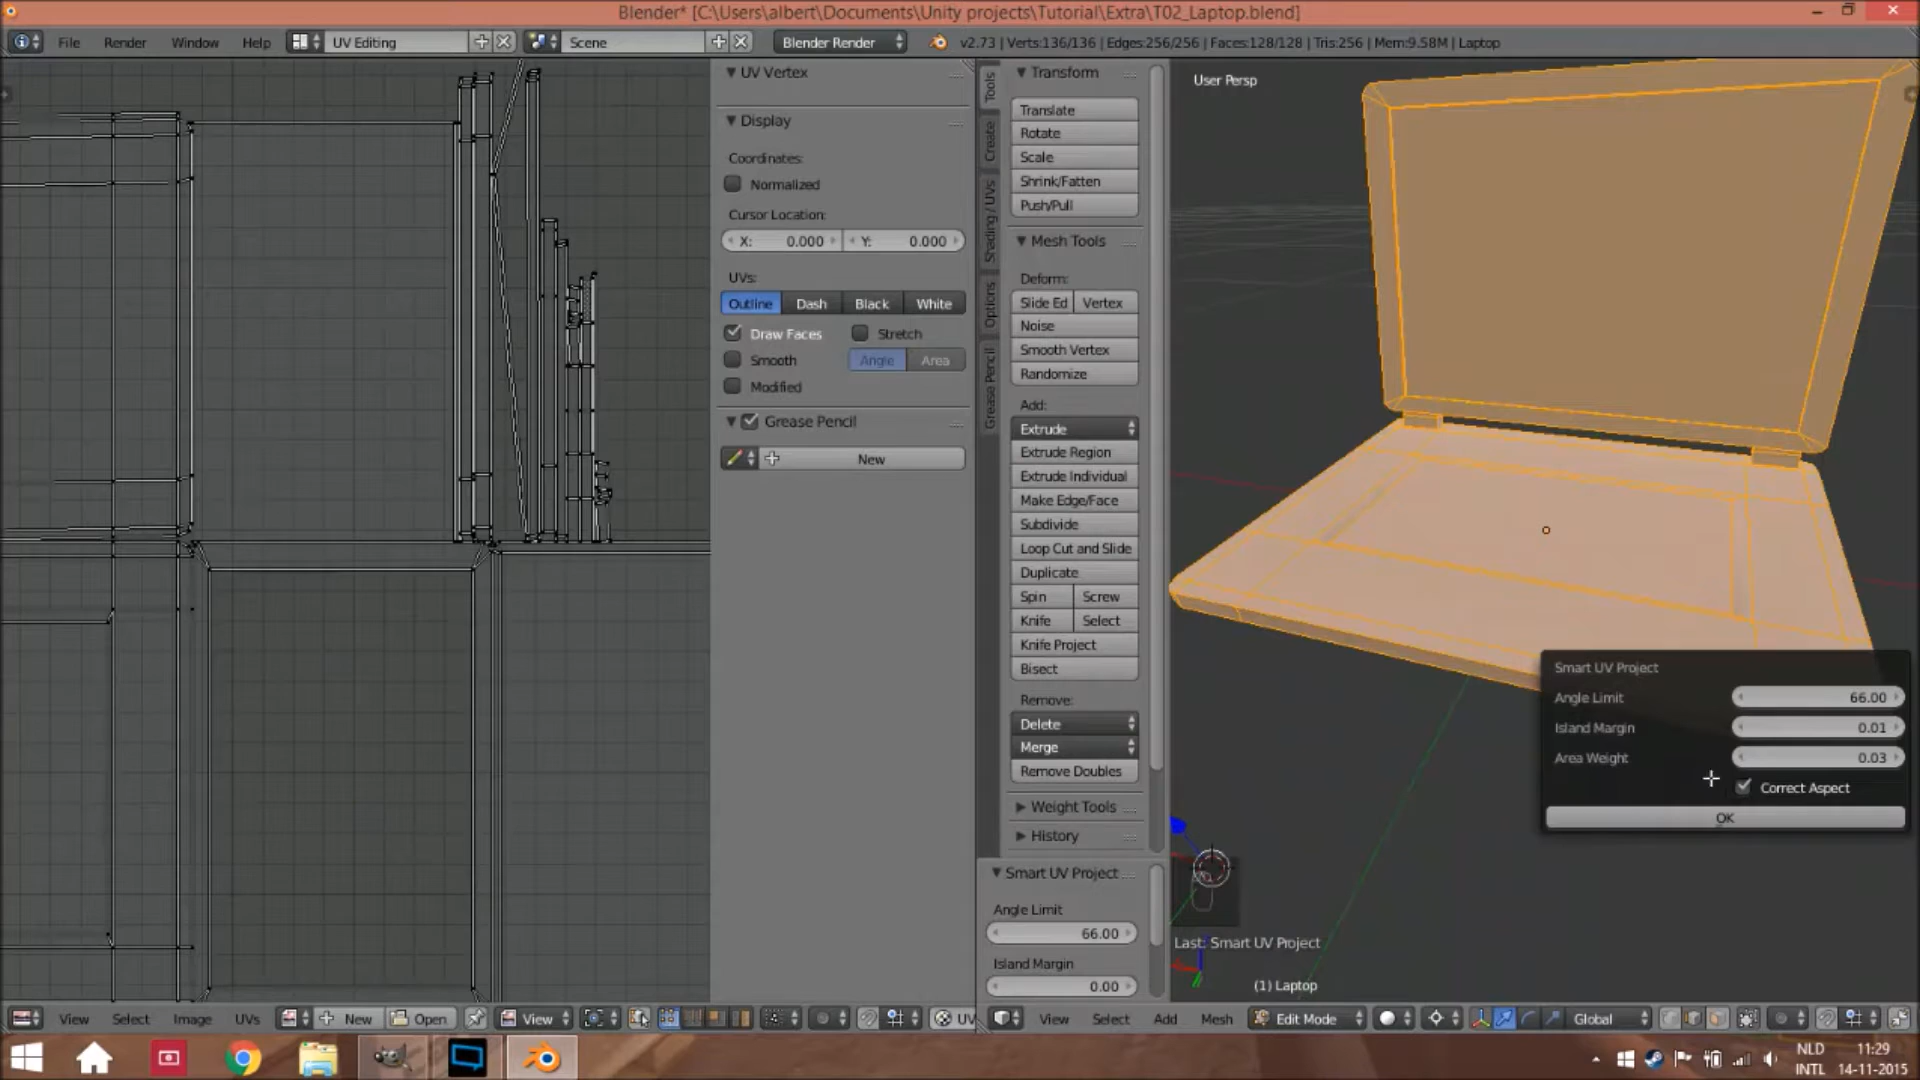 Blender* [C:\Users\albert\Documents\Unity projects\Tutorial\Extra\T02_Laptop.blend]
File Render Window Help UV Editing Scene Blender Render v2.73 | Verts:136/136 | Edges:256/256 | Faces:128/128 | Tris:256 | Mem:9.58M | Laptop
UV Vertex
Display
Coordinates:
Normalized
Cursor Location:
X: 0.000 Y: 0.000
UVs:
Outline Dash Black White
Draw Faces Stretch
Smooth Angle Area
Modified
Grease Pencil
New
Tools
Create
Shading / UVs
Options
Grease Pencil
Transform
Translate
Rotate
Scale
Shrink/Fatten
Push/Pull
Mesh Tools
Deform:
Slide Ed Vertex
Noise
Smooth Vertex
Randomize
Add:
Extrude
Extrude Region
Extrude Individual
Make Edge/Face
Subdivide
Loop Cut and Slide
Duplicate
Spin Screw
Knife Select
Knife Project
Bisect
Remove:
Delete
Merge
Remove Doubles
Weight Tools
History
Smart UV Project
Angle Limit
66.00
Island Margin
0.00
User Persp
Smart UV Project
Angle Limit 66.00
Island Margin 0.01
Area Weight 0.03
Correct Aspect
OK
Last: Smart UV Project
(1) Laptop
View Select Image UVs New Open View UV
View Select Add Mesh Edit Mode Global
NLD 11:29
INTL 14-11-2015